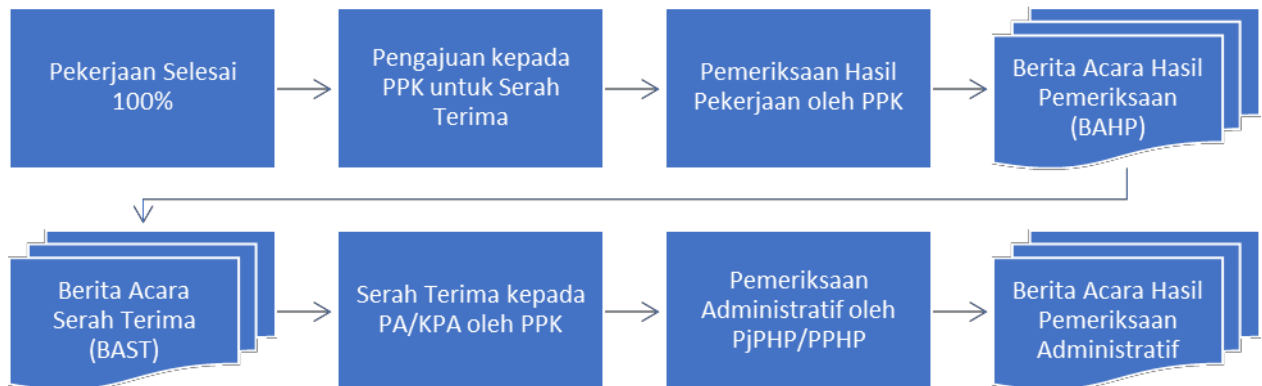 Pekerjaan Selesai
100%
Pengajuan kepada
PPK untuk Serah
Terima
Pemeriksaan Hasil
Pekerjaan oleh PPK
Berita Acara Hasil
Pemeriksaan
(BAHP)
Berita Acara
Serah Terima
(BAST)
Serah Terima kepada
PA/KPA oleh PPK
Pemeriksaan
Administratif oleh
PjPHP/PPHP
Berita Acara Hasil
Pemeriksaan
Administratif